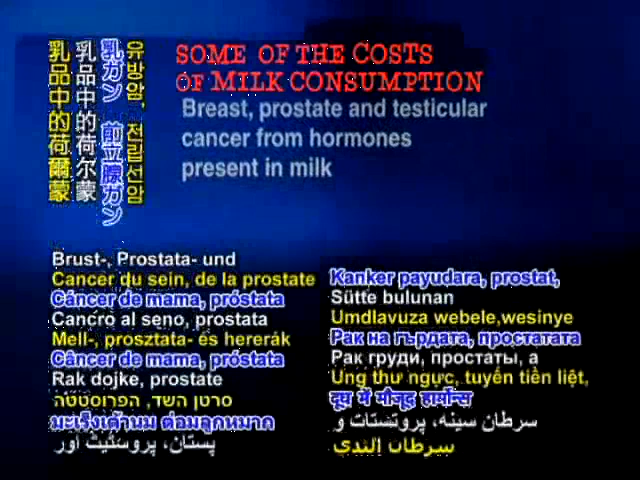 SOME OF THE COSTS
OF MILK CONSUMPTION
Breast, prostate and testicular
cancer from hormones
present in milk
乳品中的荷爾蒙
乳品中的荷尔蒙
乳ガン 前立腺ガン
유방암, 전립선암
Brust-, Prostata- und
Cancer du sein, de la prostate
Câncer de mama, próstata
Cancro al seno, prostata
Mell-, prosztata- és hererák
Cáncer de mama, próstata
Rak dojke, prostate
סרטן השד, הפרוסטטה
มะเร็งเต้านม ต่อมลูกหมาก
پستان، پروسٹیٹ اور
Kanker payudara, prostat,
Sütte bulunan
Umdlavuza webele,wesinye
Рак на гърдата, простатата
Рак груди, простаты, а
Ung thư ngực, tuyến tiền liệt,
दूध में मौजूद हार्मोन्स
سرطان سینه، پروتستات و
سرطان الثدي